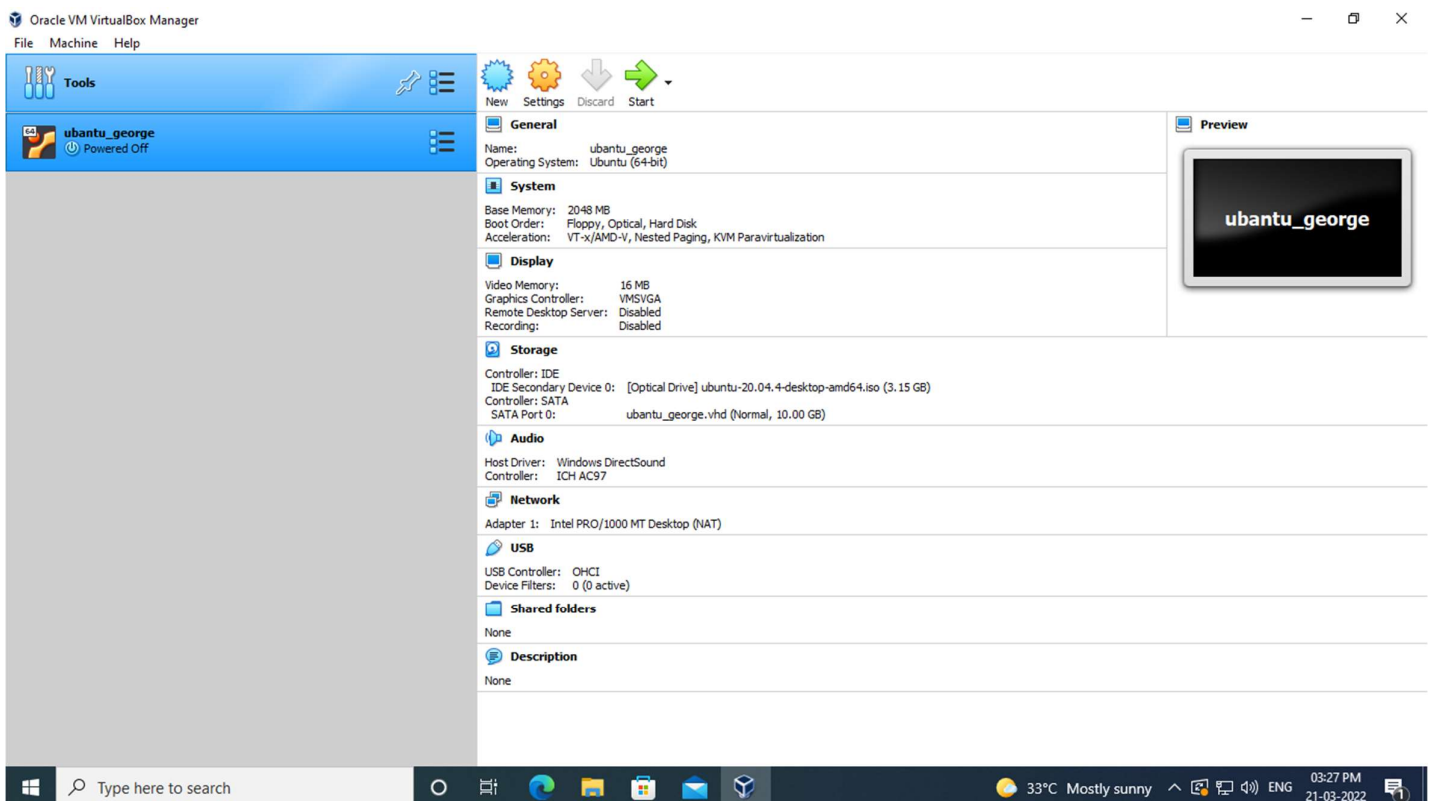 Oracle VM VirtualBox Manager
File Machine Help
Tools
64
ubantu_george
Powered Off
New Settings Discard Start
General
Name: ubantu_george
Operating System: Ubuntu (64-bit)
System
Base Memory: 2048 MB
Boot Order: Floppy, Optical, Hard Disk
Acceleration: VT-x/AMD-V, Nested Paging, KVM Paravirtualization
Display
Video Memory: 16 MB
Graphics Controller: VMSVGA
Remote Desktop Server: Disabled
Recording: Disabled
Storage
Controller: IDE
IDE Secondary Device 0: [Optical Drive] ubuntu-20.04.4-desktop-amd64.iso (3.15 GB)
Controller: SATA
SATA Port 0: ubantu_george.vhd (Normal, 10.00 GB)
Audio
Host Driver: Windows DirectSound
Controller: ICH AC97
Network
Adapter 1: Intel PRO/1000 MT Desktop (NAT)
USB
USB Controller: OHCI
Device Filters: 0 (0 active)
Shared folders
None
Description
None
Preview
ubantu_george
Type here to search
33°C Mostly sunny
ENG
03:27 PM
21-03-2022
1